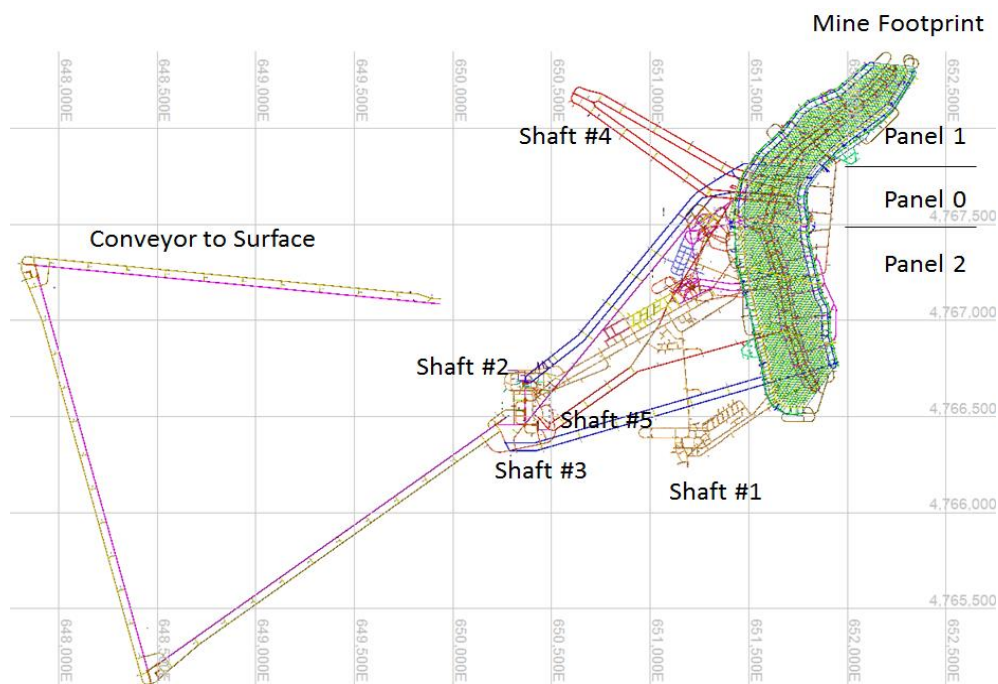 Mine Footprint
648,000E
648,500E
649,000E
649,500E
650,000E
650,500E
651,000E
651,500E
652,000E
652,500E
Shaft #4
Panel 1
Panel 0
4,767,500
Conveyor to Surface
Panel 2
4,767,000
Shaft #2
Shaft #5
4,766,500
Shaft #3
Shaft #1
4,766,000
4,765,500
648,000E
648,500E
649,000E
649,500E
650,000E
650,500E
651,000E
651,500E
652,000E
652,500E